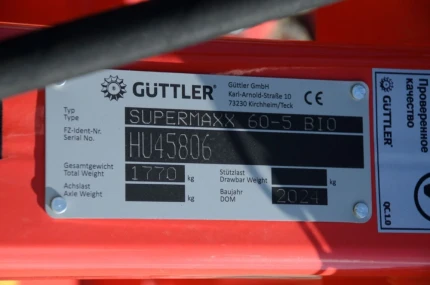 GÜTTLER®
Güttler GmbH
Karl-Arnold-Straße 10
73230 Kirchheim/Teck
CE
Typ
Type
SUPERMAXX 60-5 BIO
FZ-Ident-Nr.
Serial No.
HU45806
Gesamtgewicht
Total Weight
1770 kg
Stützlast
Drawbar Weight
kg
Achslast
Axle Weight
kg
Baujahr
DOM
2024
Проверенное
качество
GÜTTLER
QC 1.0